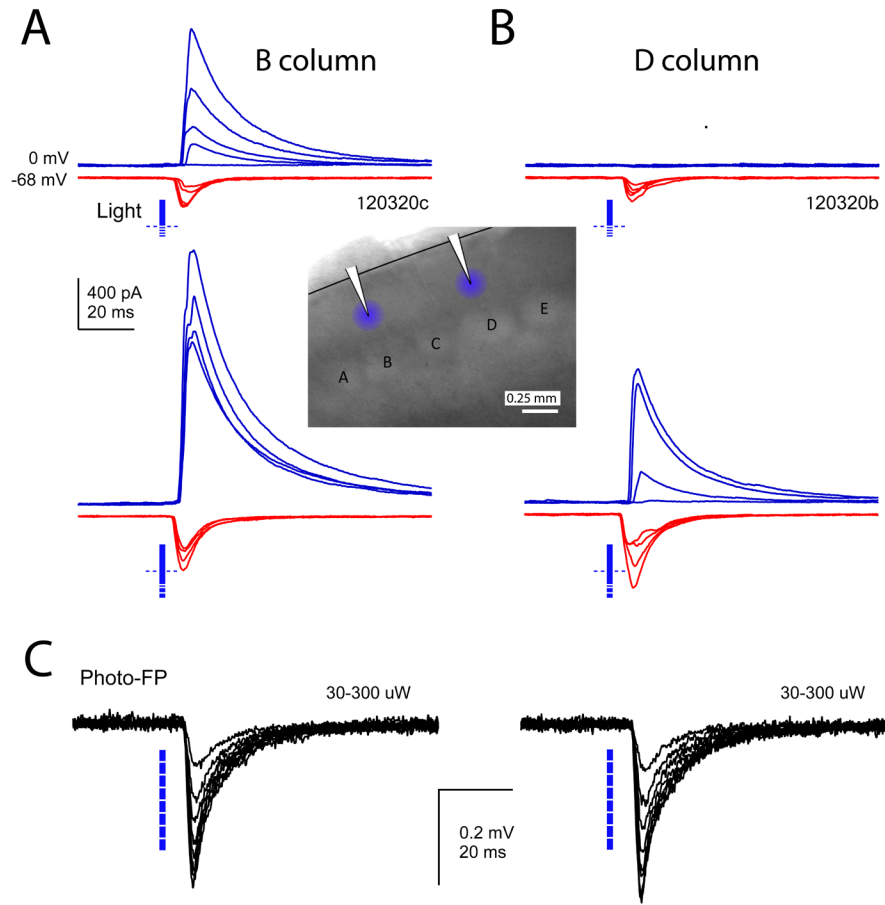 A
B
B column
D column
0 mV
-68 mV
Light
120320c
120320b
400 pA
20 ms
A
B
C
D
E
0.25 mm
C
Photo-FP
30-300 uW
30-300 uW
0.2 mV
20 ms